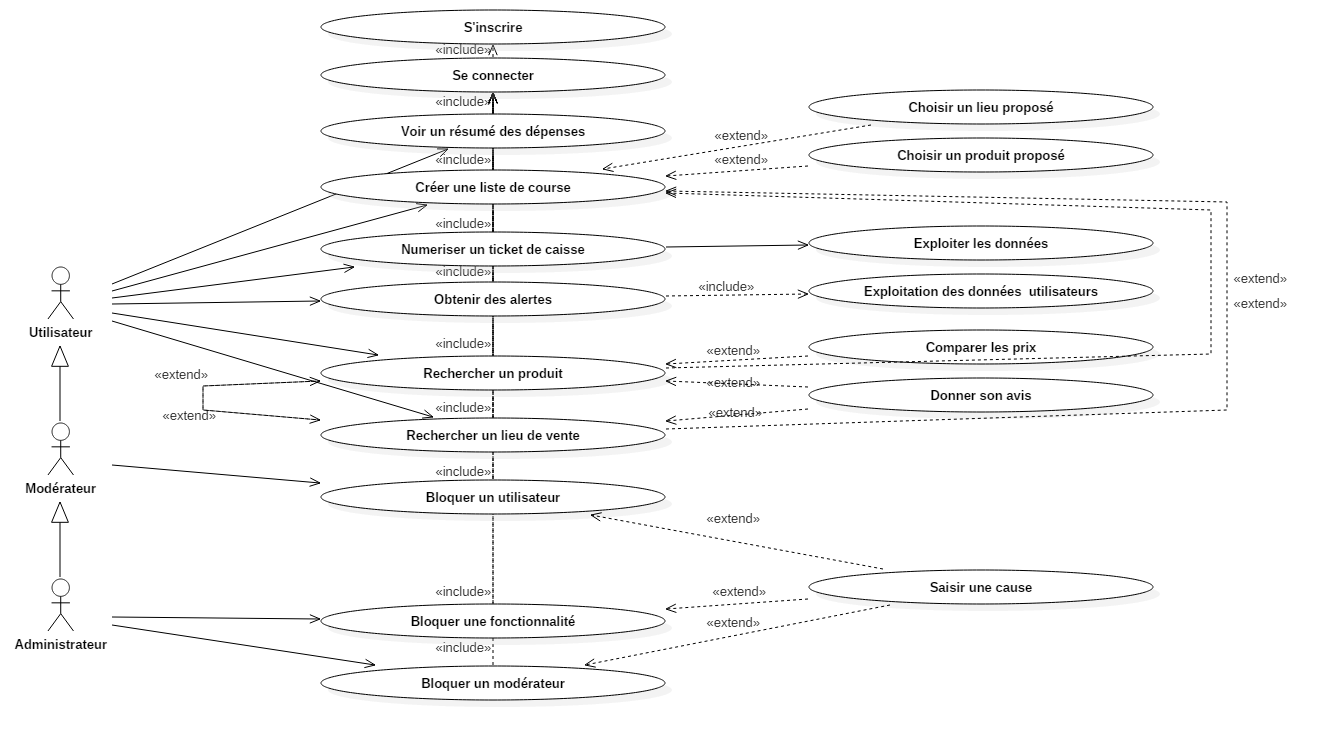 S'inscrire
«include»
Se connecter
«include»
Choisir un lieu proposé
Voir un résumé des dépenses
«extend»
«include»
«extend»
Choisir un produit proposé
Créer une liste de course
«include»
Numeriser un ticket de caisse
Exploiter les données
«include»
«extend»
Obtenir des alertes
«include»
Exploitation des données  utilisateurs
«extend»
Utilisateur
«include»
«extend»
Comparer les prix
«extend»
Rechercher un produit
«extend»
Donner son avis
«extend»
«include»
«extend»
Rechercher un lieu de vente
«include»
Modérateur
Bloquer un utilisateur
«extend»
«include»
«extend»
Saisir une cause
Bloquer une fonctionnalité
«extend»
Administrateur
«include»
Bloquer un modérateur